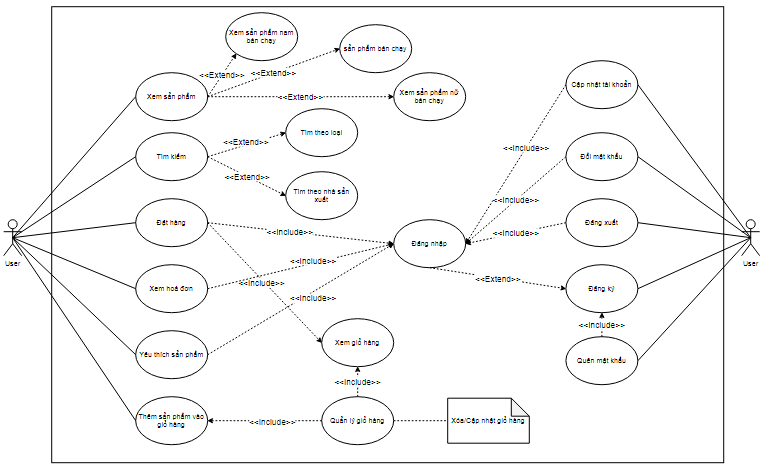 Xem sản phẩm nam
bán chạy
sản phẩm bán chạy
<<Extend>>
<<Extend>>
Xem sản phẩm
<<Extend>>
Xem sản phẩm nữ
bán chạy
Cập nhật tài khoản
Tìm theo loại
<<Extend>>
Tìm kiếm
<<Include>>
Đổi mật khẩu
<<Extend>>
Tìm theo nhà sản
xuất
<<Include>>
Đặt hàng
<<Include>>
<<Include>>
Đăng xuất
Đăng nhập
User
User
<<Include>>
<<Include>>
<<Extend>>
Xem hoá đơn
Đăng ký
<<Include>>
<<Include>>
Xem giỏ hàng
Yêu thích sản phẩm
Quên mật khẩu
<<Include>>
Thêm sản phẩm vào
giỏ hàng
<<Include>>
Quản lý giỏ hàng
Xóa/Cập nhật giỏ hàng